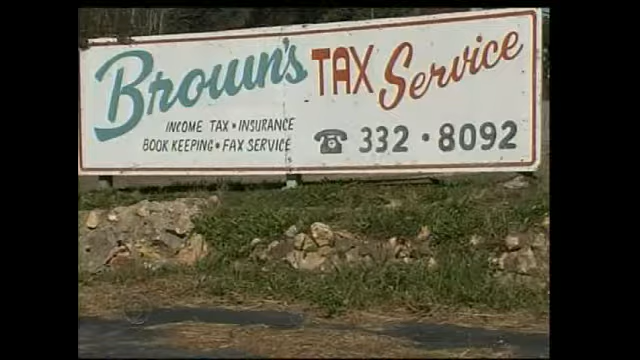 Brown's TAX Service
INCOME TAX • INSURANCE
BOOK KEEPING • FAX SERVICE
332 • 8092